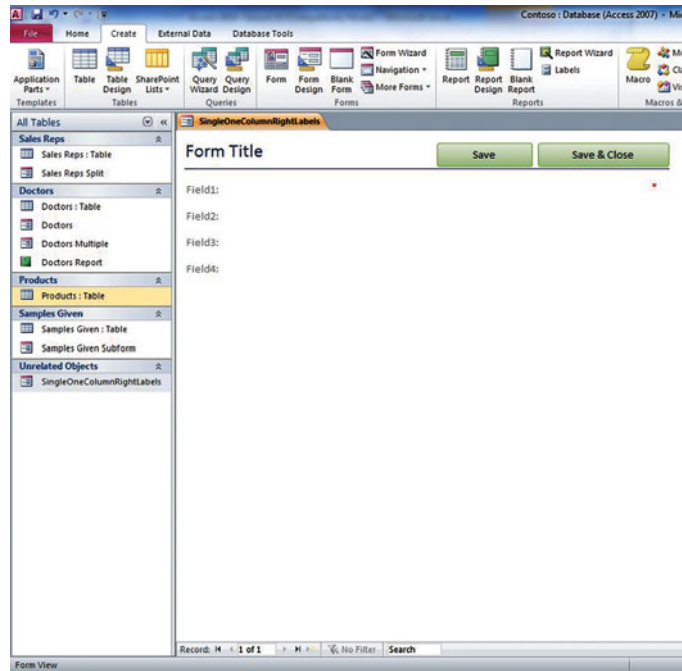 Contoso : Database (Access 2007) - Mi
File Home Create External Data Database Tools
Application Parts
Table
Table Design
SharePoint Lists
Query Wizard
Query Design
Form
Form Design
Blank Form
Form Wizard
Navigation
More Forms
Report
Report Design
Blank Report
Report Wizard
Labels
Macro
Templates Tables Queries Forms Reports Macros &
All Tables
SingleOneColumnRightLabels
Sales Reps
Sales Reps : Table
Sales Reps Split
Doctors
Doctors : Table
Doctors
Doctors Multiple
Doctors Report
Products
Products : Table
Samples Given
Samples Given : Table
Samples Given Subform
Unrelated Objects
SingleOneColumnRightLabels
Form Title
Save
Save & Close
Field1:
*
Field2:
Field3:
Field4:
Record: 1 of 1 No Filter Search
Form View